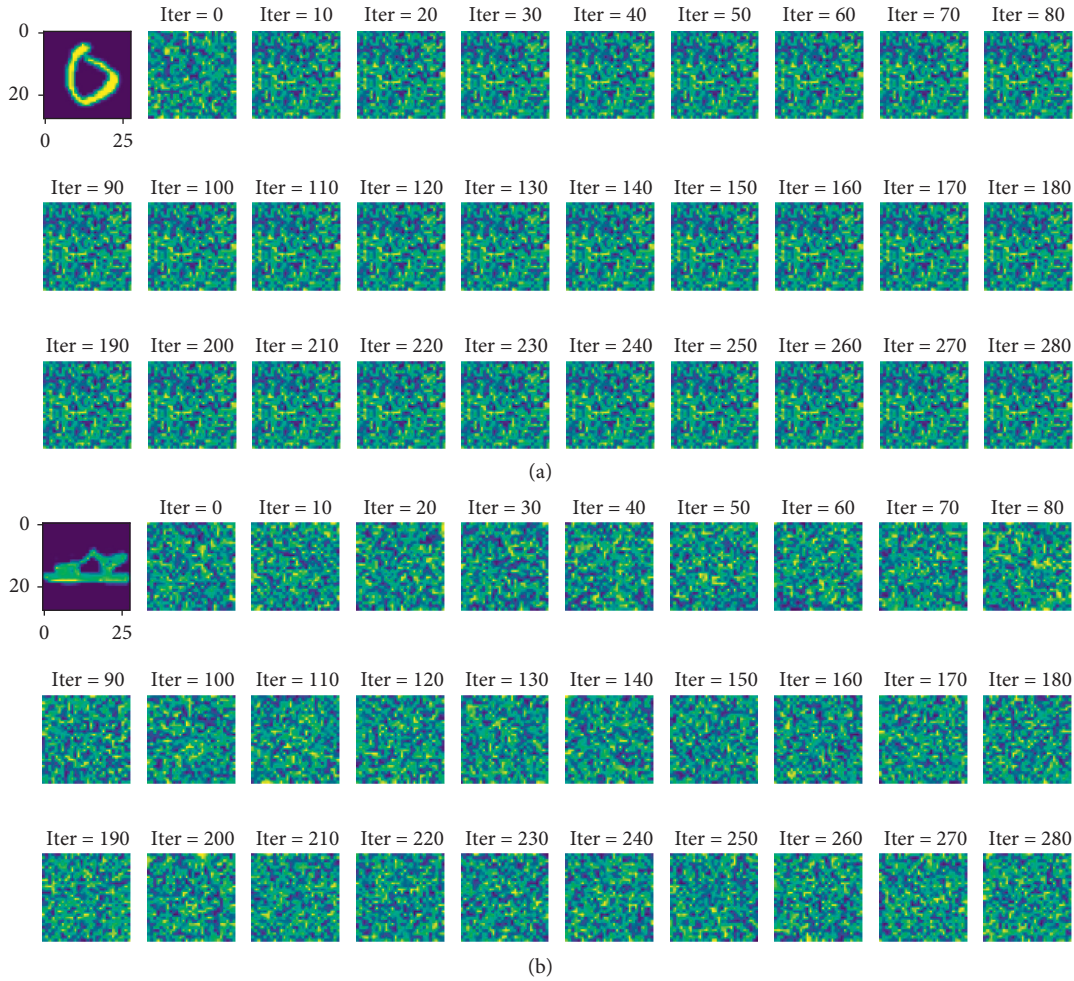 Iter = 0 Iter = 10 Iter = 20 Iter = 30 Iter = 40 Iter = 50 Iter = 60 Iter = 70 Iter = 80
0
20
0 25
Iter = 90 Iter = 100 Iter = 110 Iter = 120 Iter = 130 Iter = 140 Iter = 150 Iter = 160 Iter = 170 Iter = 180
Iter = 190 Iter = 200 Iter = 210 Iter = 220 Iter = 230 Iter = 240 Iter = 250 Iter = 260 Iter = 270 Iter = 280
(a)
Iter = 0 Iter = 10 Iter = 20 Iter = 30 Iter = 40 Iter = 50 Iter = 60 Iter = 70 Iter = 80
0
20
0 25
Iter = 90 Iter = 100 Iter = 110 Iter = 120 Iter = 130 Iter = 140 Iter = 150 Iter = 160 Iter = 170 Iter = 180
Iter = 190 Iter = 200 Iter = 210 Iter = 220 Iter = 230 Iter = 240 Iter = 250 Iter = 260 Iter = 270 Iter = 280
(b)